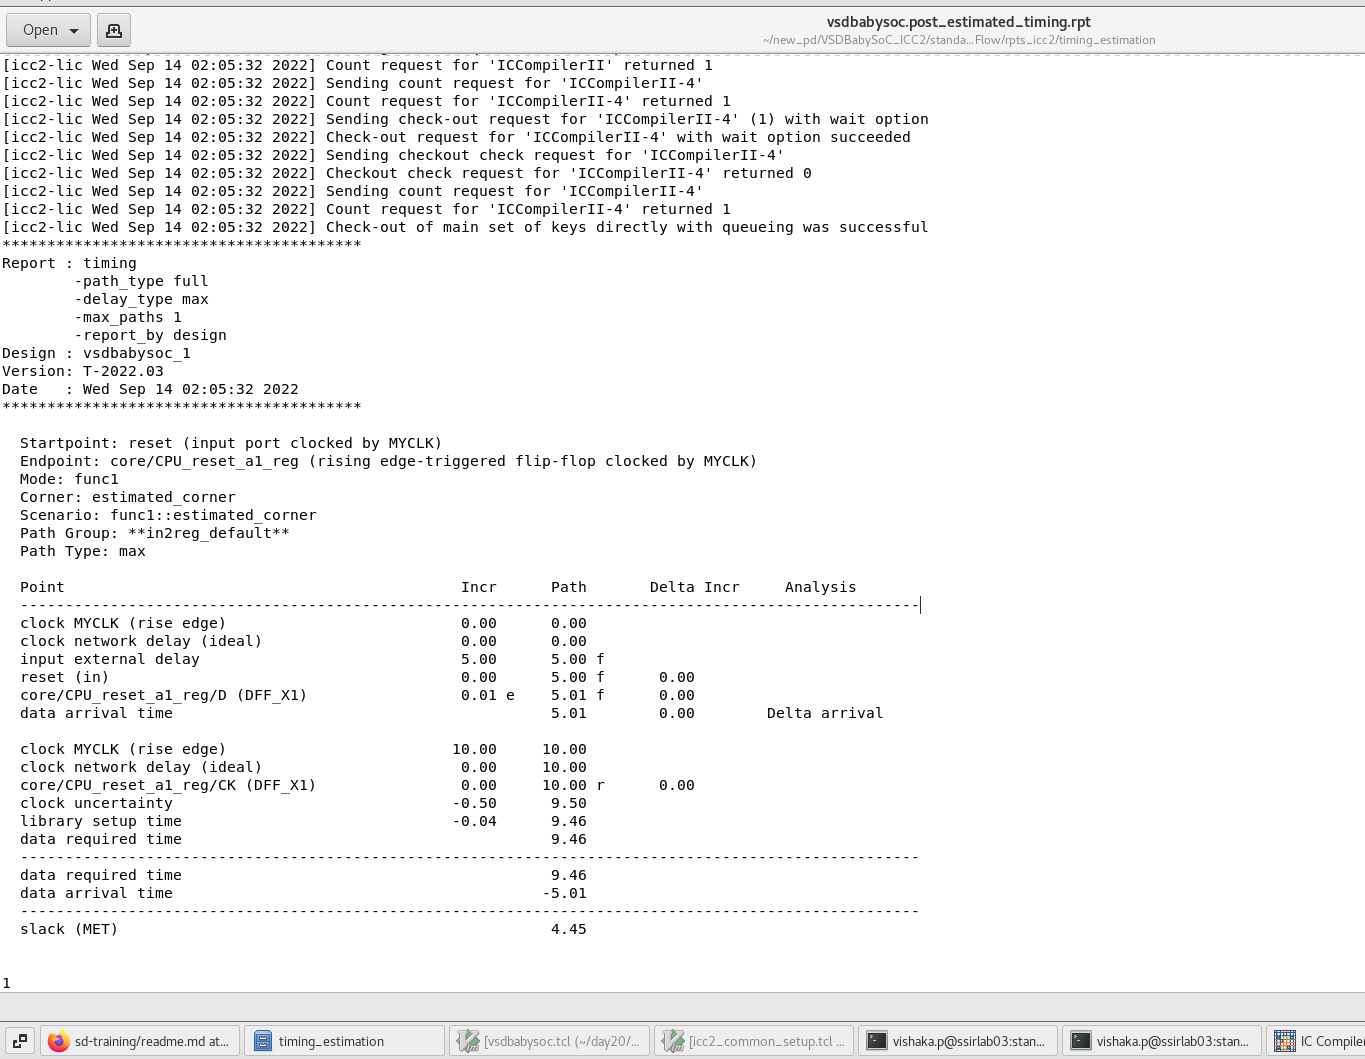 Open
vsdbabysoc.post_estimated_timing.rpt
~/new_pd/VSDBabySoC_ICC2/standa...Flow/rpts_icc2/timing_estimation
[icc2-lic Wed Sep 14 02:05:32 2022] Count request for 'ICCompilerII' returned 1
[icc2-lic Wed Sep 14 02:05:32 2022] Sending count request for 'ICCompilerII-4'
[icc2-lic Wed Sep 14 02:05:32 2022] Count request for 'ICCompilerII-4' returned 1
[icc2-lic Wed Sep 14 02:05:32 2022] Sending check-out request for 'ICCompilerII-4' (1) with wait option
[icc2-lic Wed Sep 14 02:05:32 2022] Check-out request for 'ICCompilerII-4' with wait option succeeded
[icc2-lic Wed Sep 14 02:05:32 2022] Sending checkout check request for 'ICCompilerII-4'
[icc2-lic Wed Sep 14 02:05:32 2022] Checkout check request for 'ICCompilerII-4' returned 0
[icc2-lic Wed Sep 14 02:05:32 2022] Sending count request for 'ICCompilerII-4'
[icc2-lic Wed Sep 14 02:05:32 2022] Count request for 'ICCompilerII-4' returned 1
[icc2-lic Wed Sep 14 02:05:32 2022] Check-out of main set of keys directly with queueing was successful
****************************************
Report : timing
        -path_type full
        -delay_type max
        -max_paths 1
        -report_by design
Design : vsdbabysoc_1
Version: T-2022.03
Date   : Wed Sep 14 02:05:32 2022
****************************************
  Startpoint: reset (input port clocked by MYCLK)
  Endpoint: core/CPU_reset_a1_reg (rising edge-triggered flip-flop clocked by MYCLK)
  Mode: func1
  Corner: estimated_corner
  Scenario: func1::estimated_corner
  Path Group: **in2reg_default**
  Path Type: max
  Point                                            Incr      Path       Delta Incr     Analysis
  ----------------------------------------------------------------------------------------------------
  clock MYCLK (rise edge)                          0.00      0.00
  clock network delay (ideal)                      0.00      0.00
  input external delay                             5.00      5.00 f
  reset (in)                                       0.00      5.00 f      0.00
  core/CPU_reset_a1_reg/D (DFF_X1)                 0.01 e    5.01 f      0.00
  data arrival time                                          5.01        0.00        Delta arrival
  clock MYCLK (rise edge)                         10.00     10.00
  clock network delay (ideal)                      0.00     10.00
  core/CPU_reset_a1_reg/CK (DFF_X1)                0.00     10.00 r      0.00
  clock uncertainty                               -0.50      9.50
  library setup time                              -0.04      9.46
  data required time                                         9.46
  ----------------------------------------------------------------------------------------------------
  data required time                                         9.46
  data arrival time                                         -5.01
  ----------------------------------------------------------------------------------------------------
  slack (MET)                                                4.45
1
sd-training/readme.md at...
timing_estimation
[vsdbabysoc.tcl (~/day20/...
[icc2_common_setup.tcl ...
vishaka.p@ssirlab03:stan...
vishaka.p@ssirlab03:stan...
IC Compiler